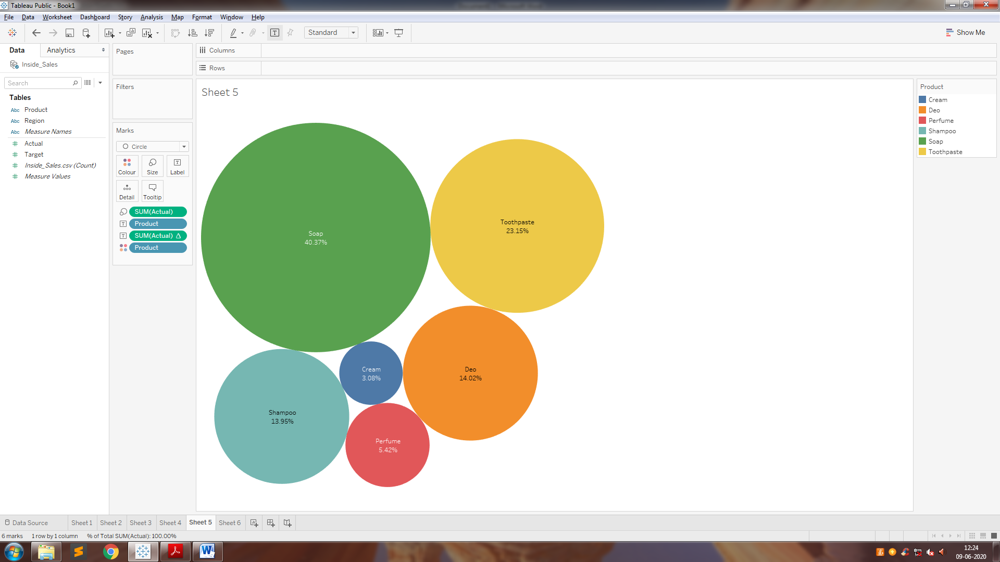 Tableau Public - Book1
File Data Worksheet Dashboard Story Analysis Map Format Window Help
Standard
Show Me
Data Analytics
Inside_Sales
Search
Tables
Abc Product
Abc Region
Abc Measure Names
Actual
Target
Inside_Sales.csv (Count)
Measure Values
Pages
Filters
Marks
Circle
Colour Size Label
Detail Tooltip
SUM(Actual)
Product
SUM(Actual) △
Product
Columns
Rows
Sheet 5
Soap
40.37%
Toothpaste
23.15%
Cream
3.08%
Deo
14.02%
Shampoo
13.95%
Perfume
5.42%
Product
Cream
Deo
Perfume
Shampoo
Soap
Toothpaste
Data Source Sheet 1 Sheet 2 Sheet 3 Sheet 4 Sheet 5 Sheet 6
6 marks 1 row by 1 column % of Total SUM(Actual): 100.00%
12:24
09-06-2020